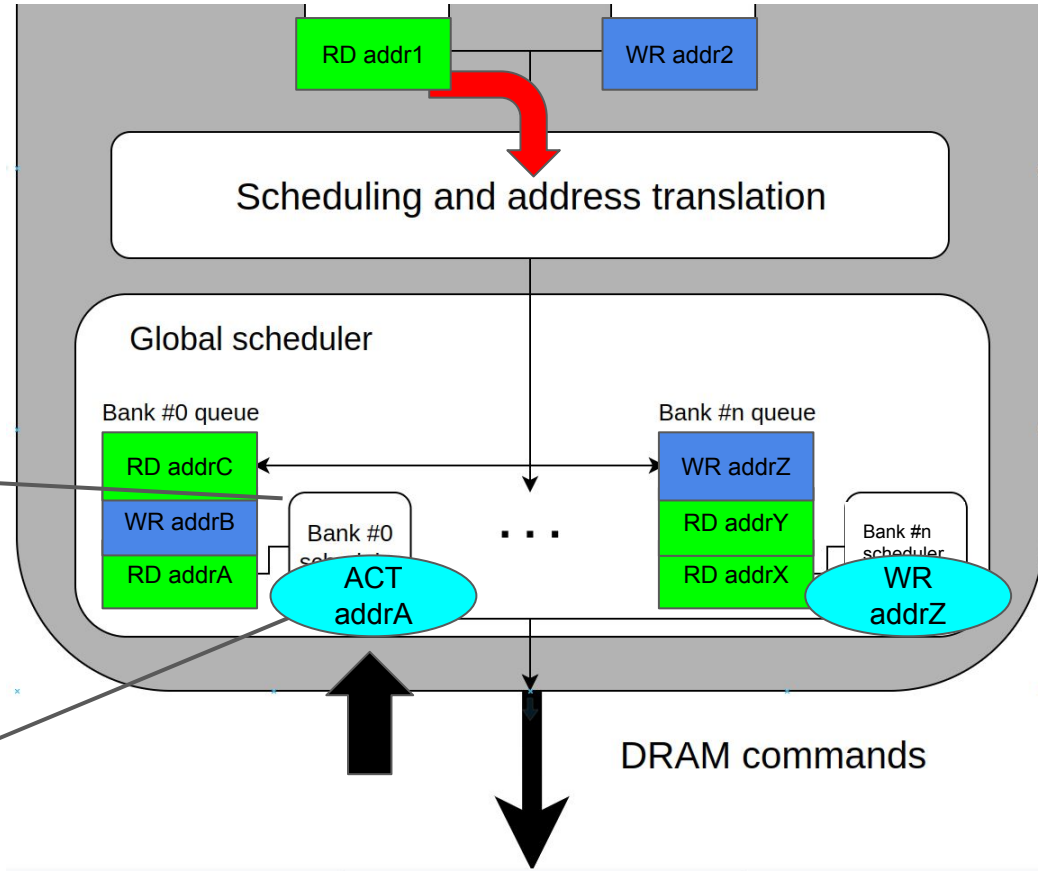 RD addr1
WR addr2
Scheduling and address translation
Global scheduler
Bank #0 queue
Bank #n queue
RD addrC
WR addrB
RD addrA
Bank #0
ACT
addrA
. . .
WR addrZ
RD addrY
RD addrX
Bank #n
scheduler
WR
addrZ
DRAM commands